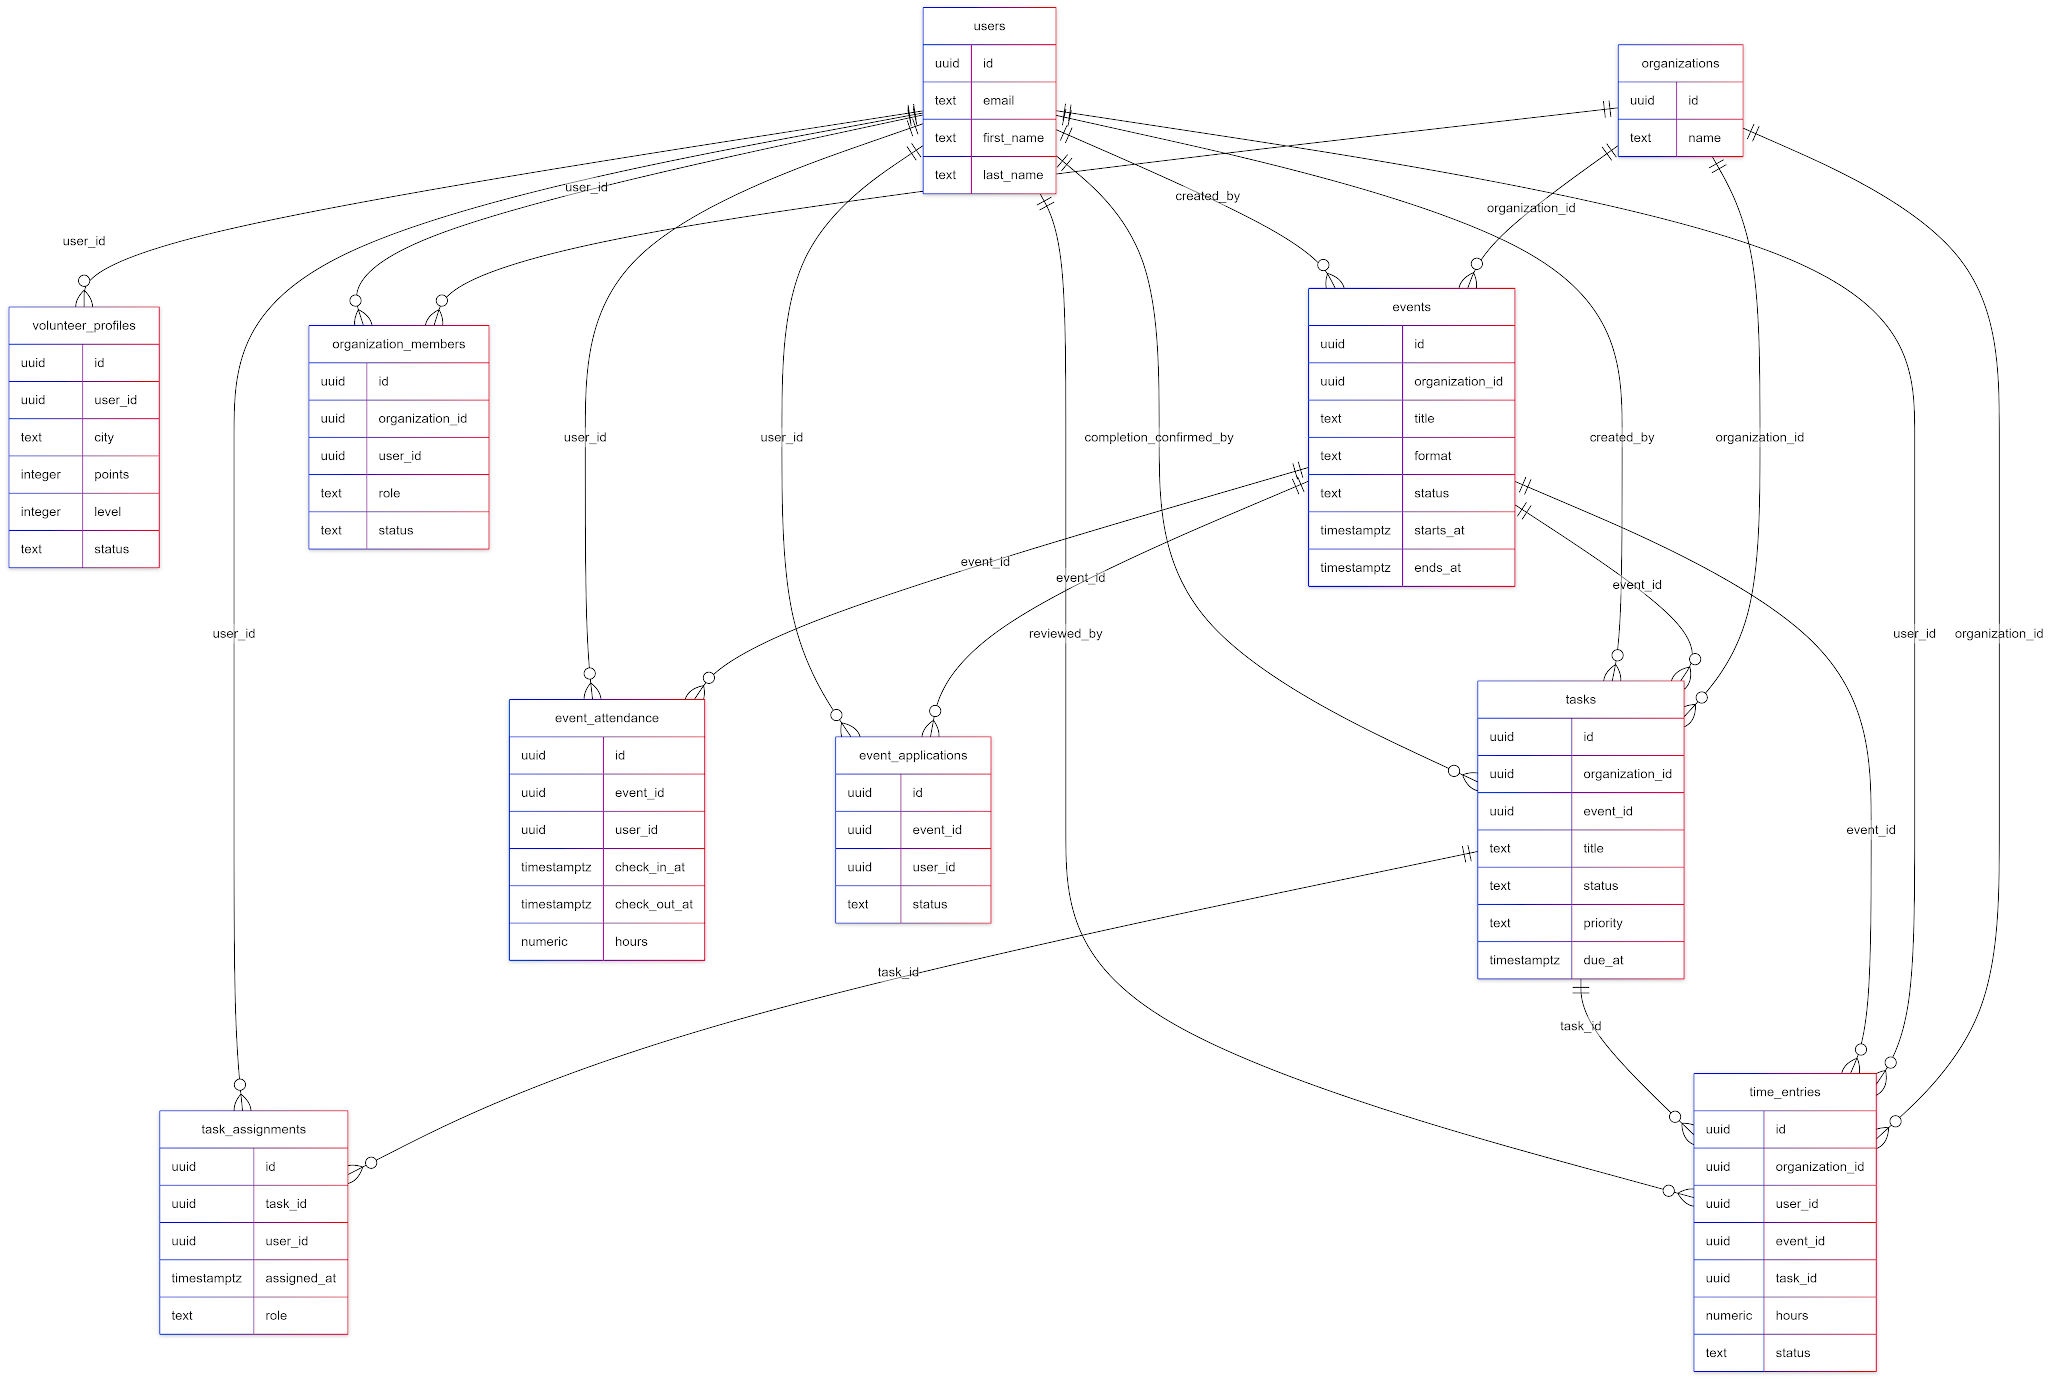 users
uuid id
text email
text first_name
text last_name
organizations
uuid id
text name
user_id
created_by
organization_id
user_id
volunteer_profiles
uuid id
uuid user_id
text city
integer points
integer level
text status
organization_members
uuid id
uuid organization_id
uuid user_id
text role
text status
events
uuid id
uuid organization_id
text title
text format
text status
timestamptz starts_at
timestamptz ends_at
user_id
user_id
completion_confirmed_by
created_by
organization_id
event_id
event_id
event_id
user_id
reviewed_by
user_id
organization_id
event_attendance
uuid id
uuid event_id
uuid user_id
timestamptz check_in_at
timestamptz check_out_at
numeric hours
event_applications
uuid id
uuid event_id
uuid user_id
text status
tasks
uuid id
uuid organization_id
uuid event_id
text title
text status
text priority
timestamptz due_at
event_id
task_id
task_id
task_assignments
uuid id
uuid task_id
uuid user_id
timestamptz assigned_at
text role
time_entries
uuid id
uuid organization_id
uuid user_id
uuid event_id
uuid task_id
numeric hours
text status